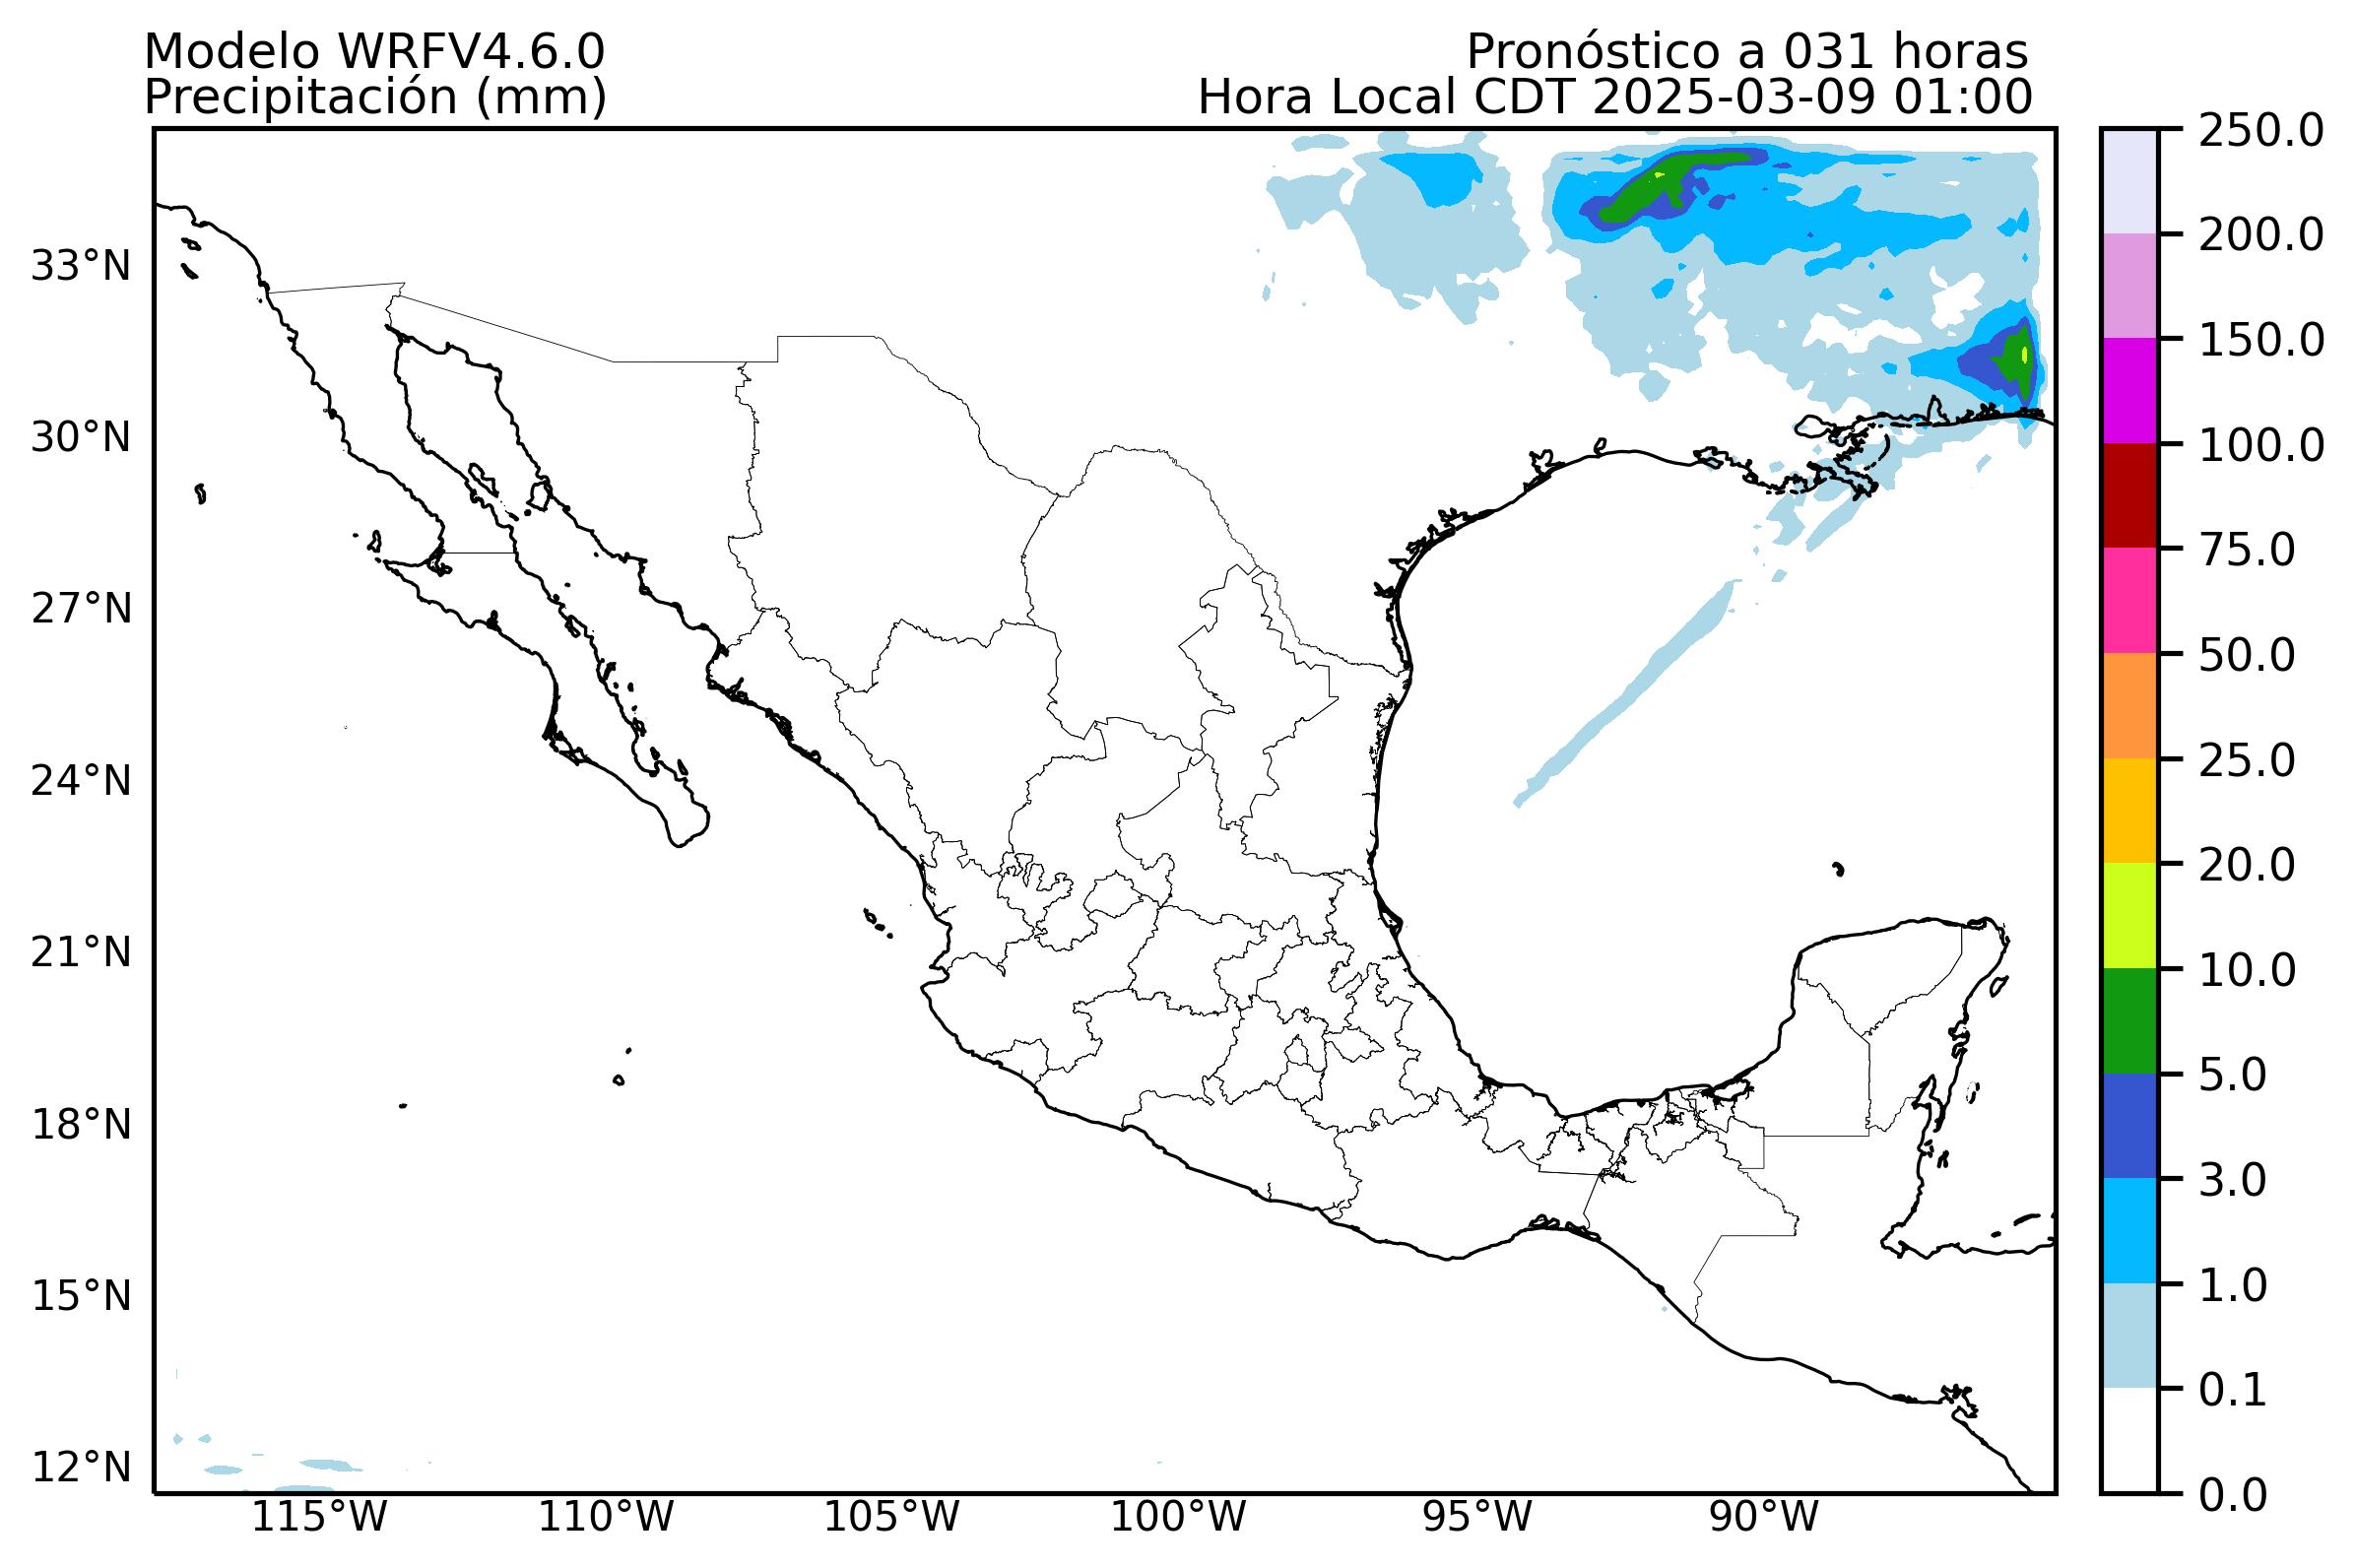 Modelo WRFV4.6.0
Precipitación (mm)
Pronóstico a 031 horas
Hora Local CDT 2025-03-09 01:00
33°N
30°N
27°N
24°N
21°N
18°N
15°N
12°N
115°W
110°W
105°W
100°W
95°W
90°W
250.0
200.0
150.0
100.0
75.0
50.0
25.0
20.0
10.0
5.0
3.0
1.0
0.1
0.0